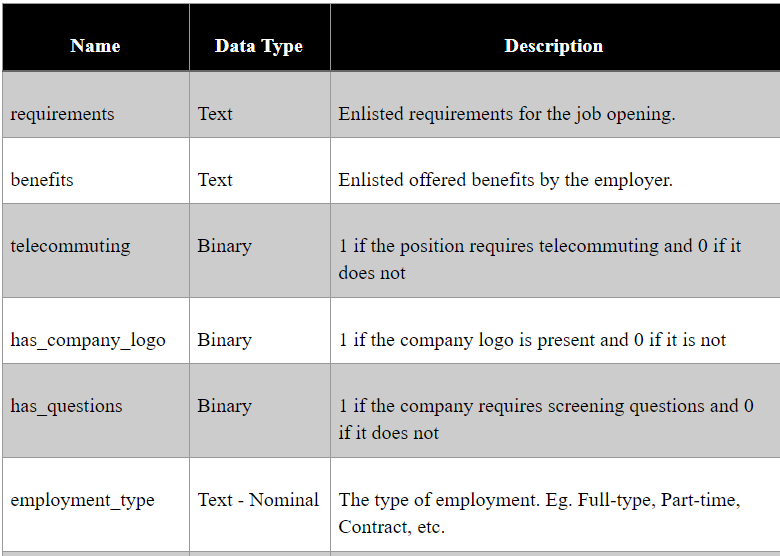 Name Data Type Description
requirements Text Enlisted requirements for the job opening.
benefits Text Enlisted offered benefits by the employer.
telecommuting Binary 1 if the position requires telecommuting and 0 if it
does not
has_company_logo Binary 1 if the company logo is present and 0 if it is not
has_questions Binary 1 if the company requires screening questions and 0
if it does not
employment_type Text - Nominal The type of employment. Eg. Full-type, Part-time,
Contract, etc.